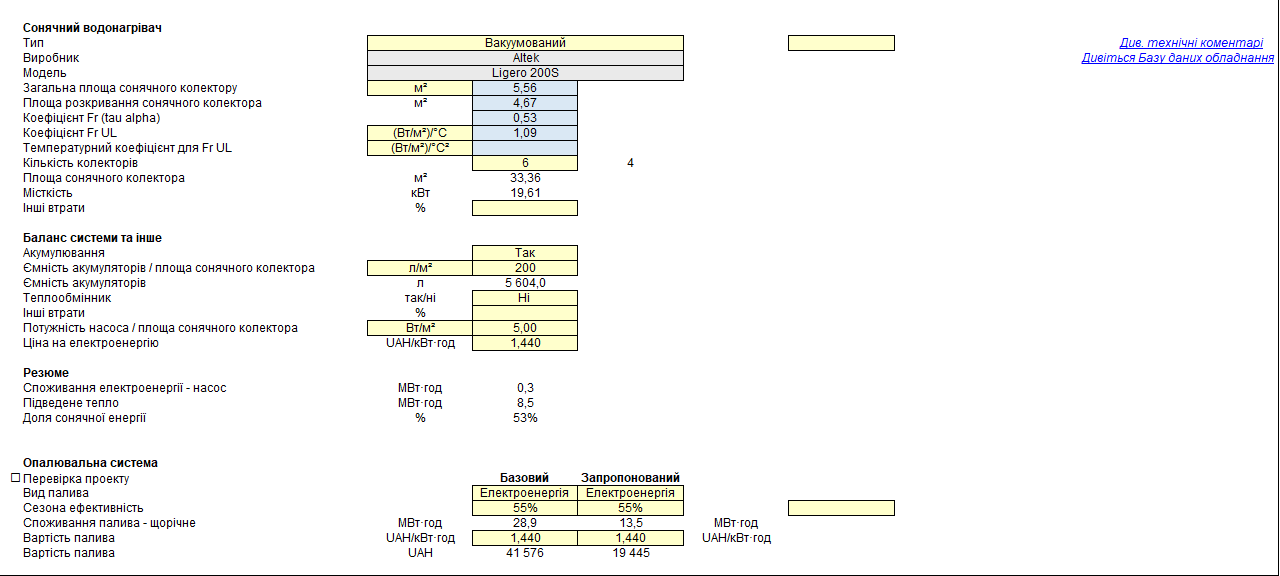 Сонячний водонагрівач
Тип Вакуумований Див. технічні коментарі
Виробник Altek Дивіться Базу даних обладнання
Модель Ligero 200S
Загальна площа сонячного колектору м² 5,56
Площа розкривання сонячного колектора м² 4,67
Коефіцієнт Fr (tau alpha) 0,53
Коефіцієнт Fr UL (Вт/м²)/°C 1,09
Температурний коефіцієнт для Fr UL (Вт/м²)/°C²
Кількість колекторів 6 4
Площа сонячного колектора м² 33,36
Місткість кВт 19,61
Інші втрати %
Баланс системи та інше
Акумулювання Так
Ємність акумуляторів / площа сонячного колектора л/м² 200
Ємність акумуляторів л 5 604,0
Теплообмінник так/ні Ні
Інші втрати %
Потужність насоса / площа сонячного колектора Вт/м² 5,00
Ціна на електроенергію UAH/кВт·год 1,440
Резюме
Споживання електроенергії - насос МВт·год 0,3
Підведене тепло МВт·год 8,5
Доля сонячної енергії % 53%
Опалювальна система
Перевірка проекту Базовий Запропонований
Вид палива Електроенергія Електроенергія
Сезона ефективність 55% 55%
Споживання палива - щорічне МВт·год 28,9 13,5 МВт·год
Вартість палива UAH/кВт·год 1,440 1,440 UAH/кВт·год
Вартість палива UAH 41 576 19 445